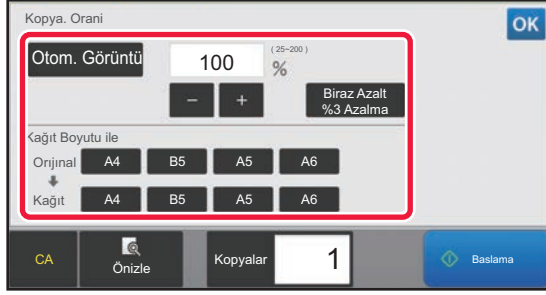 Kopya. Orani
OK
Otom. Görüntü
100
(25~200)
%
− +
Biraz Azalt
%3 Azalma
Kağıt Boyutu ile
Orıjınal A4 B5 A5 A6
Kağıt A4 B5 A5 A6
CA
Önizle
Kopyalar 1
Baslama